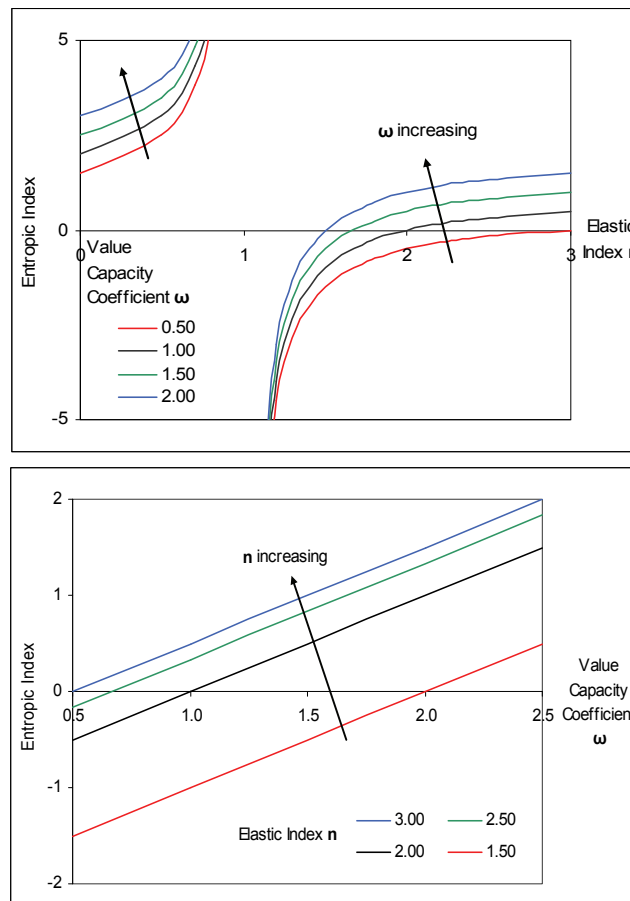 5
ω increasing
Entropic Index
0
0
1
2
3
Value
Capacity
Coefficient ω
Elastic
Index n
0.50
1.00
1.50
2.00
-5
2
n increasing
1
Entropic Index
0
0.5
1.0
1.5
2.0
2.5
Value
Capacity
Coefficient
ω
-1
Elastic Index n
3.00
2.50
2.00
1.50
-2